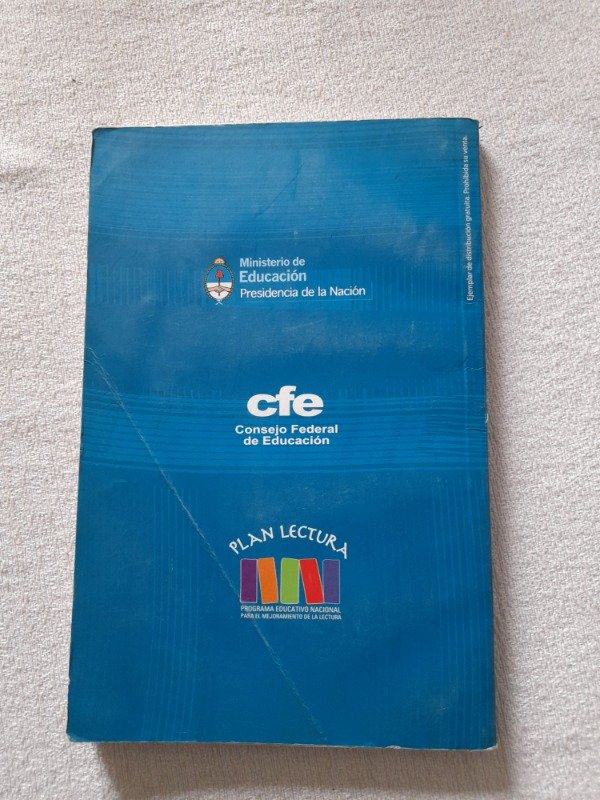 Ministerio de
Educación
Presidencia de la Nación
cfe
Consejo Federal
de Educación
PLAN LECTURA
PROGRAMA EDUCATIVO NACIONAL
PARA EL MEJORAMIENTO DE LA LECTURA
Ejemplar de distribución gratuita. Prohibida su venta.